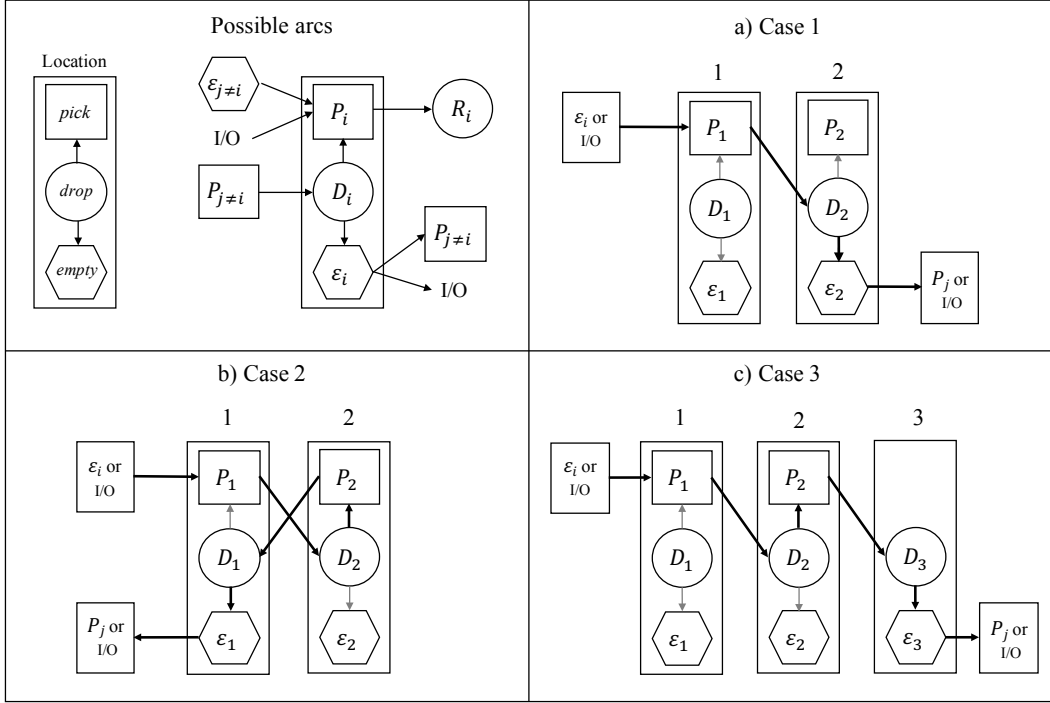 Possible arcs
Location
pick
drop
empty
ε_{j≠i}
I/O
P_{j≠i}
P_i
D_i
ε_i
R_i
P_{j≠i}
I/O
a) Case 1
1
2
ε_i or
I/O
P_1
D_1
ε_1
P_2
D_2
ε_2
P_j or
I/O
b) Case 2
1
2
ε_i or
I/O
P_1
D_1
ε_1
P_2
D_2
ε_2
P_j or
I/O
c) Case 3
1
2
3
ε_i or
I/O
P_1
D_1
ε_1
P_2
D_2
ε_2
D_3
ε_3
P_j or
I/O